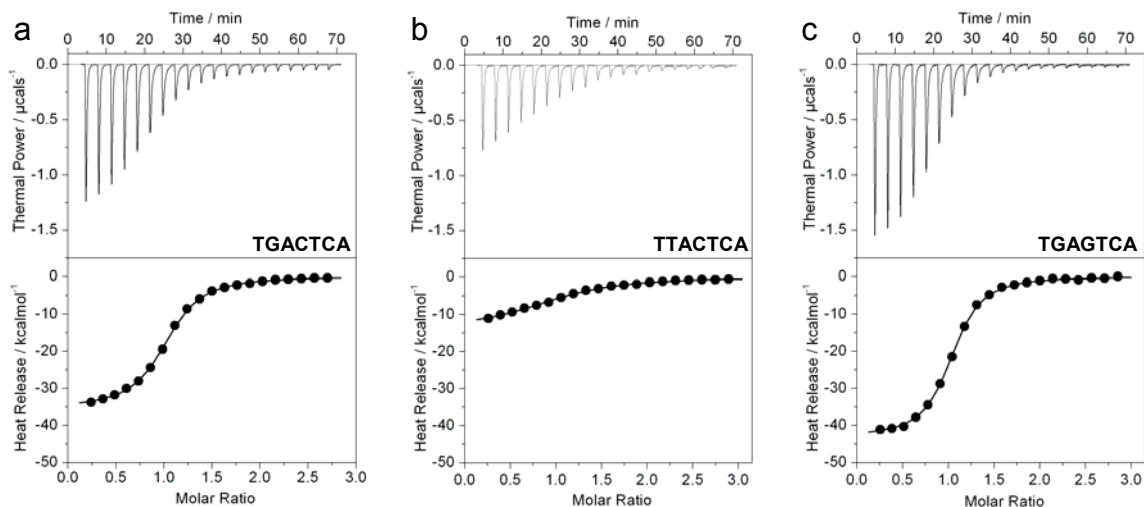 a
Time / min
0 10 20 30 40 50 60 70
Thermal Power / µcals-1
0.0
-0.5
-1.0
-1.5
TGACTCA
Heat Release / kcalmol-1
0
-10
-20
-30
-40
-50
0.0 0.5 1.0 1.5 2.0 2.5 3.0
Molar Ratio
b
Time / min
0 10 20 30 40 50 60 70
Thermal Power / µcals-1
0.0
-0.5
-1.0
-1.5
TTACTCA
Heat Release / kcalmol-1
0
-10
-20
-30
-40
-50
0.0 0.5 1.0 1.5 2.0 2.5 3.0
Molar Ratio
c
Time / min
0 10 20 30 40 50 60 70
Thermal Power / µcals-1
0.0
-0.5
-1.0
-1.5
TGAGTCA
Heat Release / kcalmol-1
0
-10
-20
-30
-40
-50
0.0 0.5 1.0 1.5 2.0 2.5 3.0
Molar Ratio